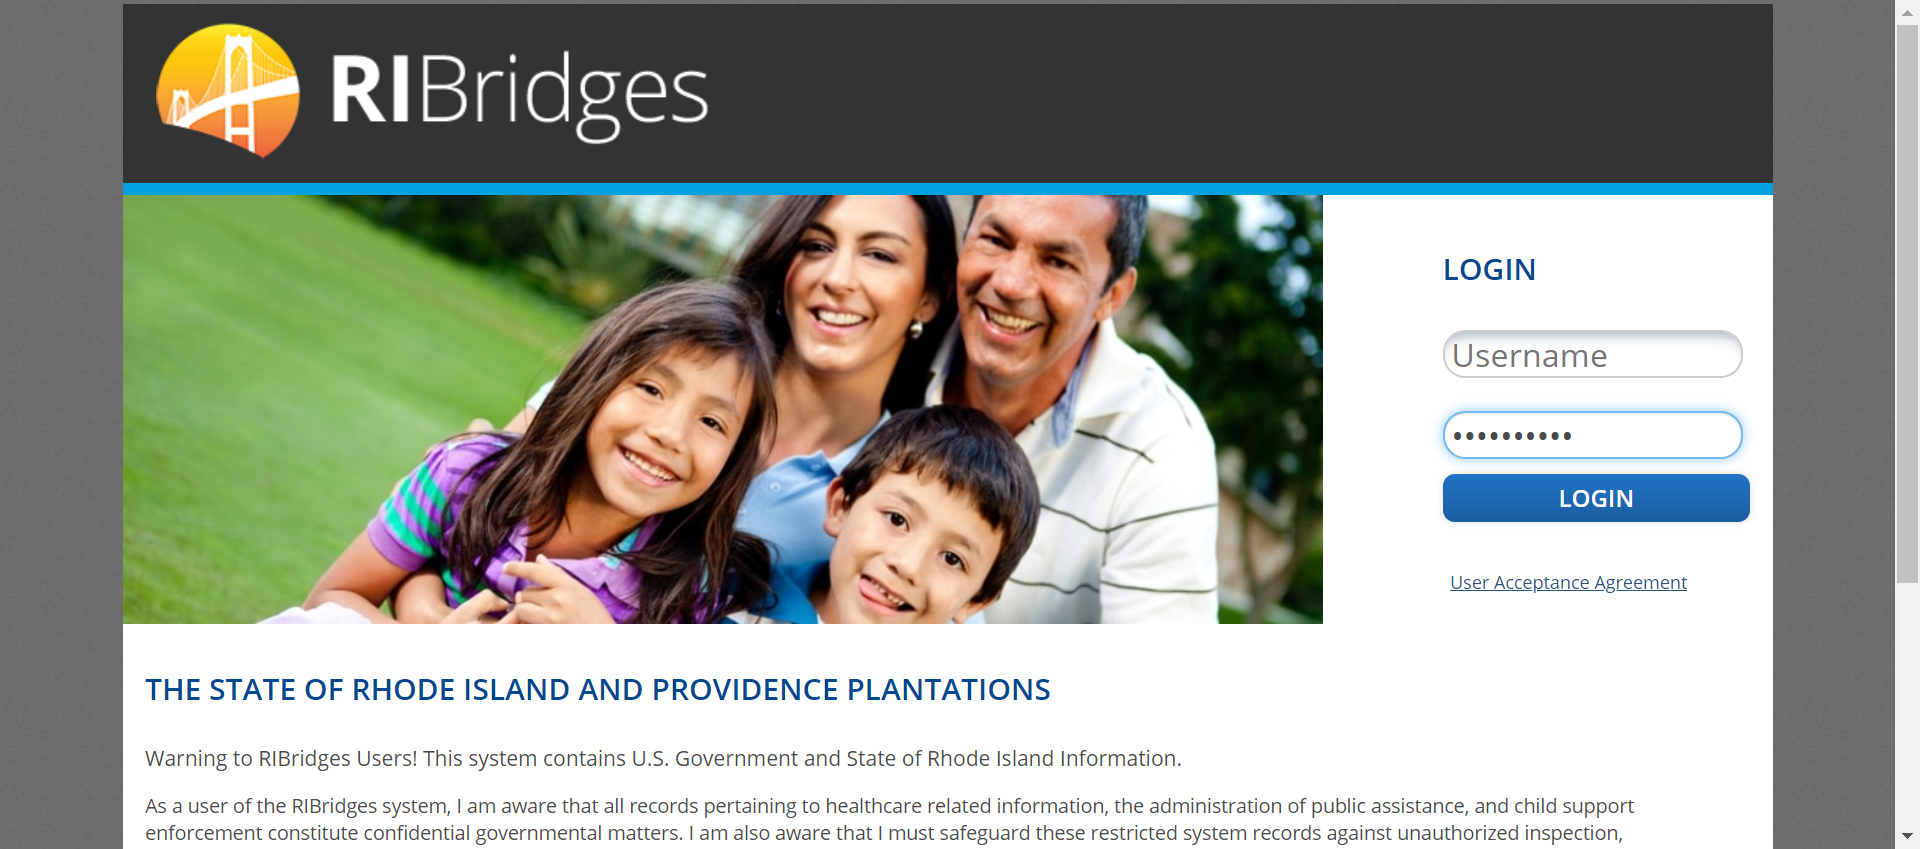 RIBridges
LOGIN
Username
••••••••••
LOGIN
User Acceptance Agreement
THE STATE OF RHODE ISLAND AND PROVIDENCE PLANTATIONS
Warning to RIBridges Users! This system contains U.S. Government and State of Rhode Island Information.
As a user of the RIBridges system, I am aware that all records pertaining to healthcare related information, the administration of public assistance, and child support
enforcement constitute confidential governmental matters. I am also aware that I must safeguard these restricted system records against unauthorized inspection,